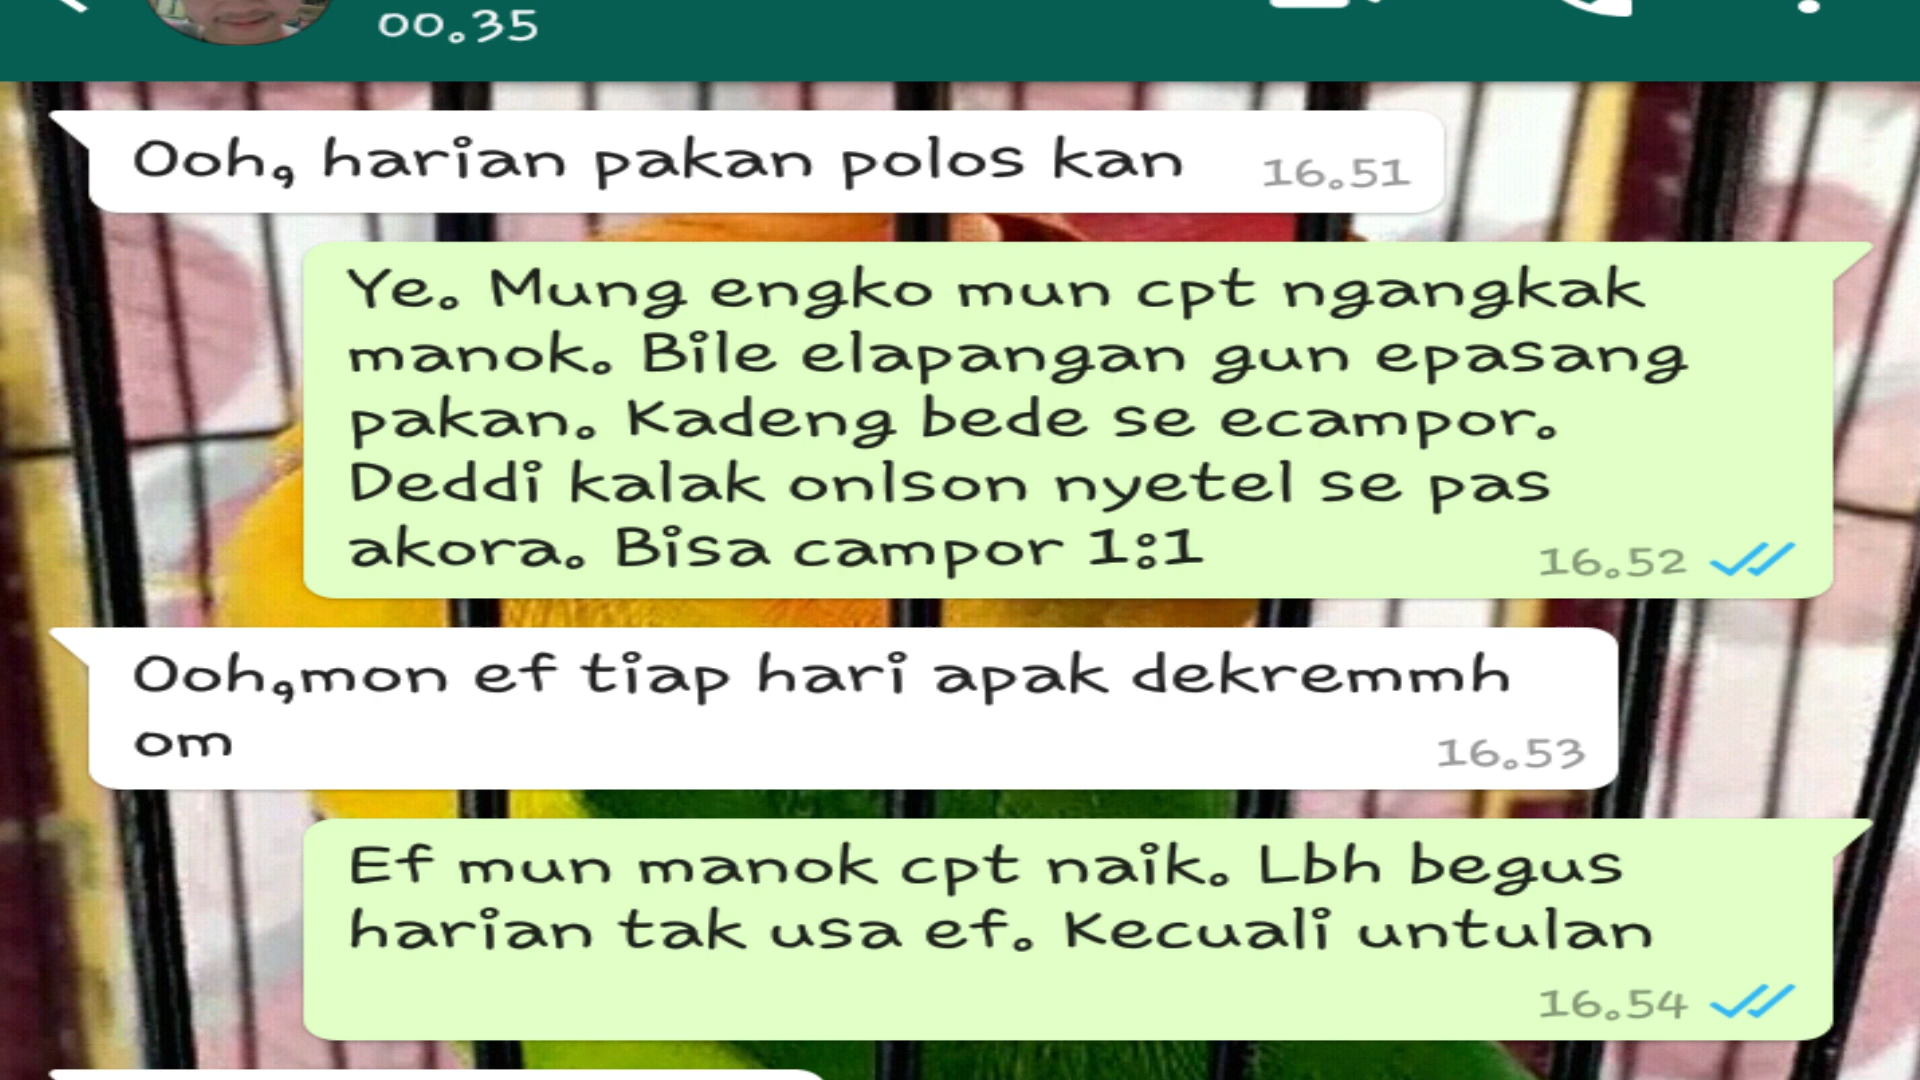 00.35
Ooh, harian pakan polos kan
16.51
Ye. Mung engko mun cpt ngangkak
manok. Bile elapangan gun epasang
pakan. Kadeng bede se ecampor.
Deddi kalak onlson nyetel se pas
akora. Bisa campor 1:1
16.52
Ooh,mon ef tiap hari apak dekremmh
om
16.53
Ef mun manok cpt naik. Lbh begus
harian tak usa ef. Kecuali untulan
16.54